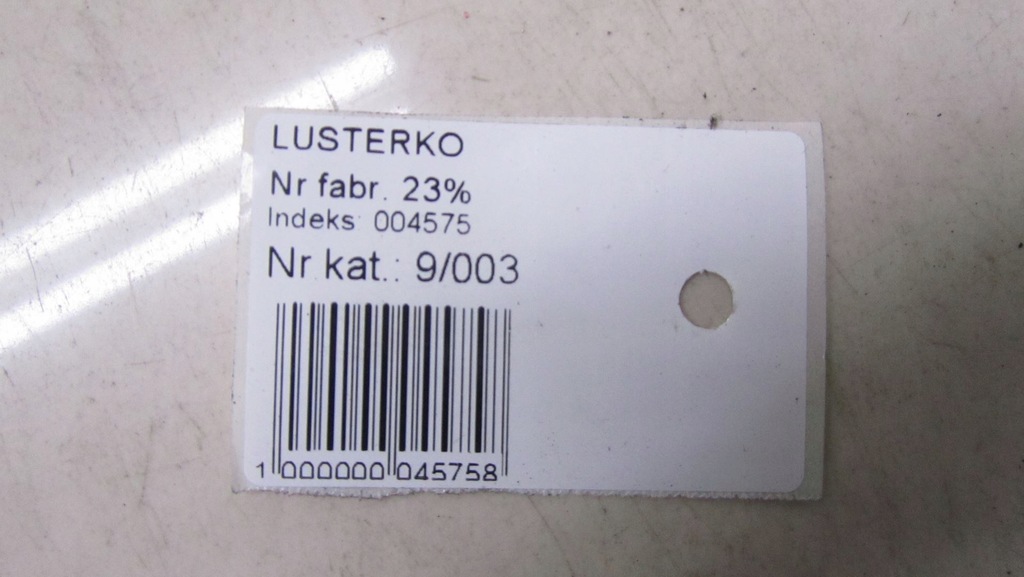 LUSTERKO
Nr fabr. 23%
Indeks: 004575
Nr kat.: 9/003
1 000000 045758